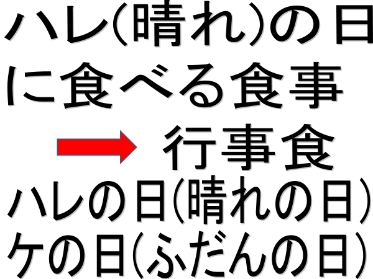 ハレ(晴れ)の日
に食べる食事
行事食
ハレの日(晴れの日)
ケの日(ふだんの日)